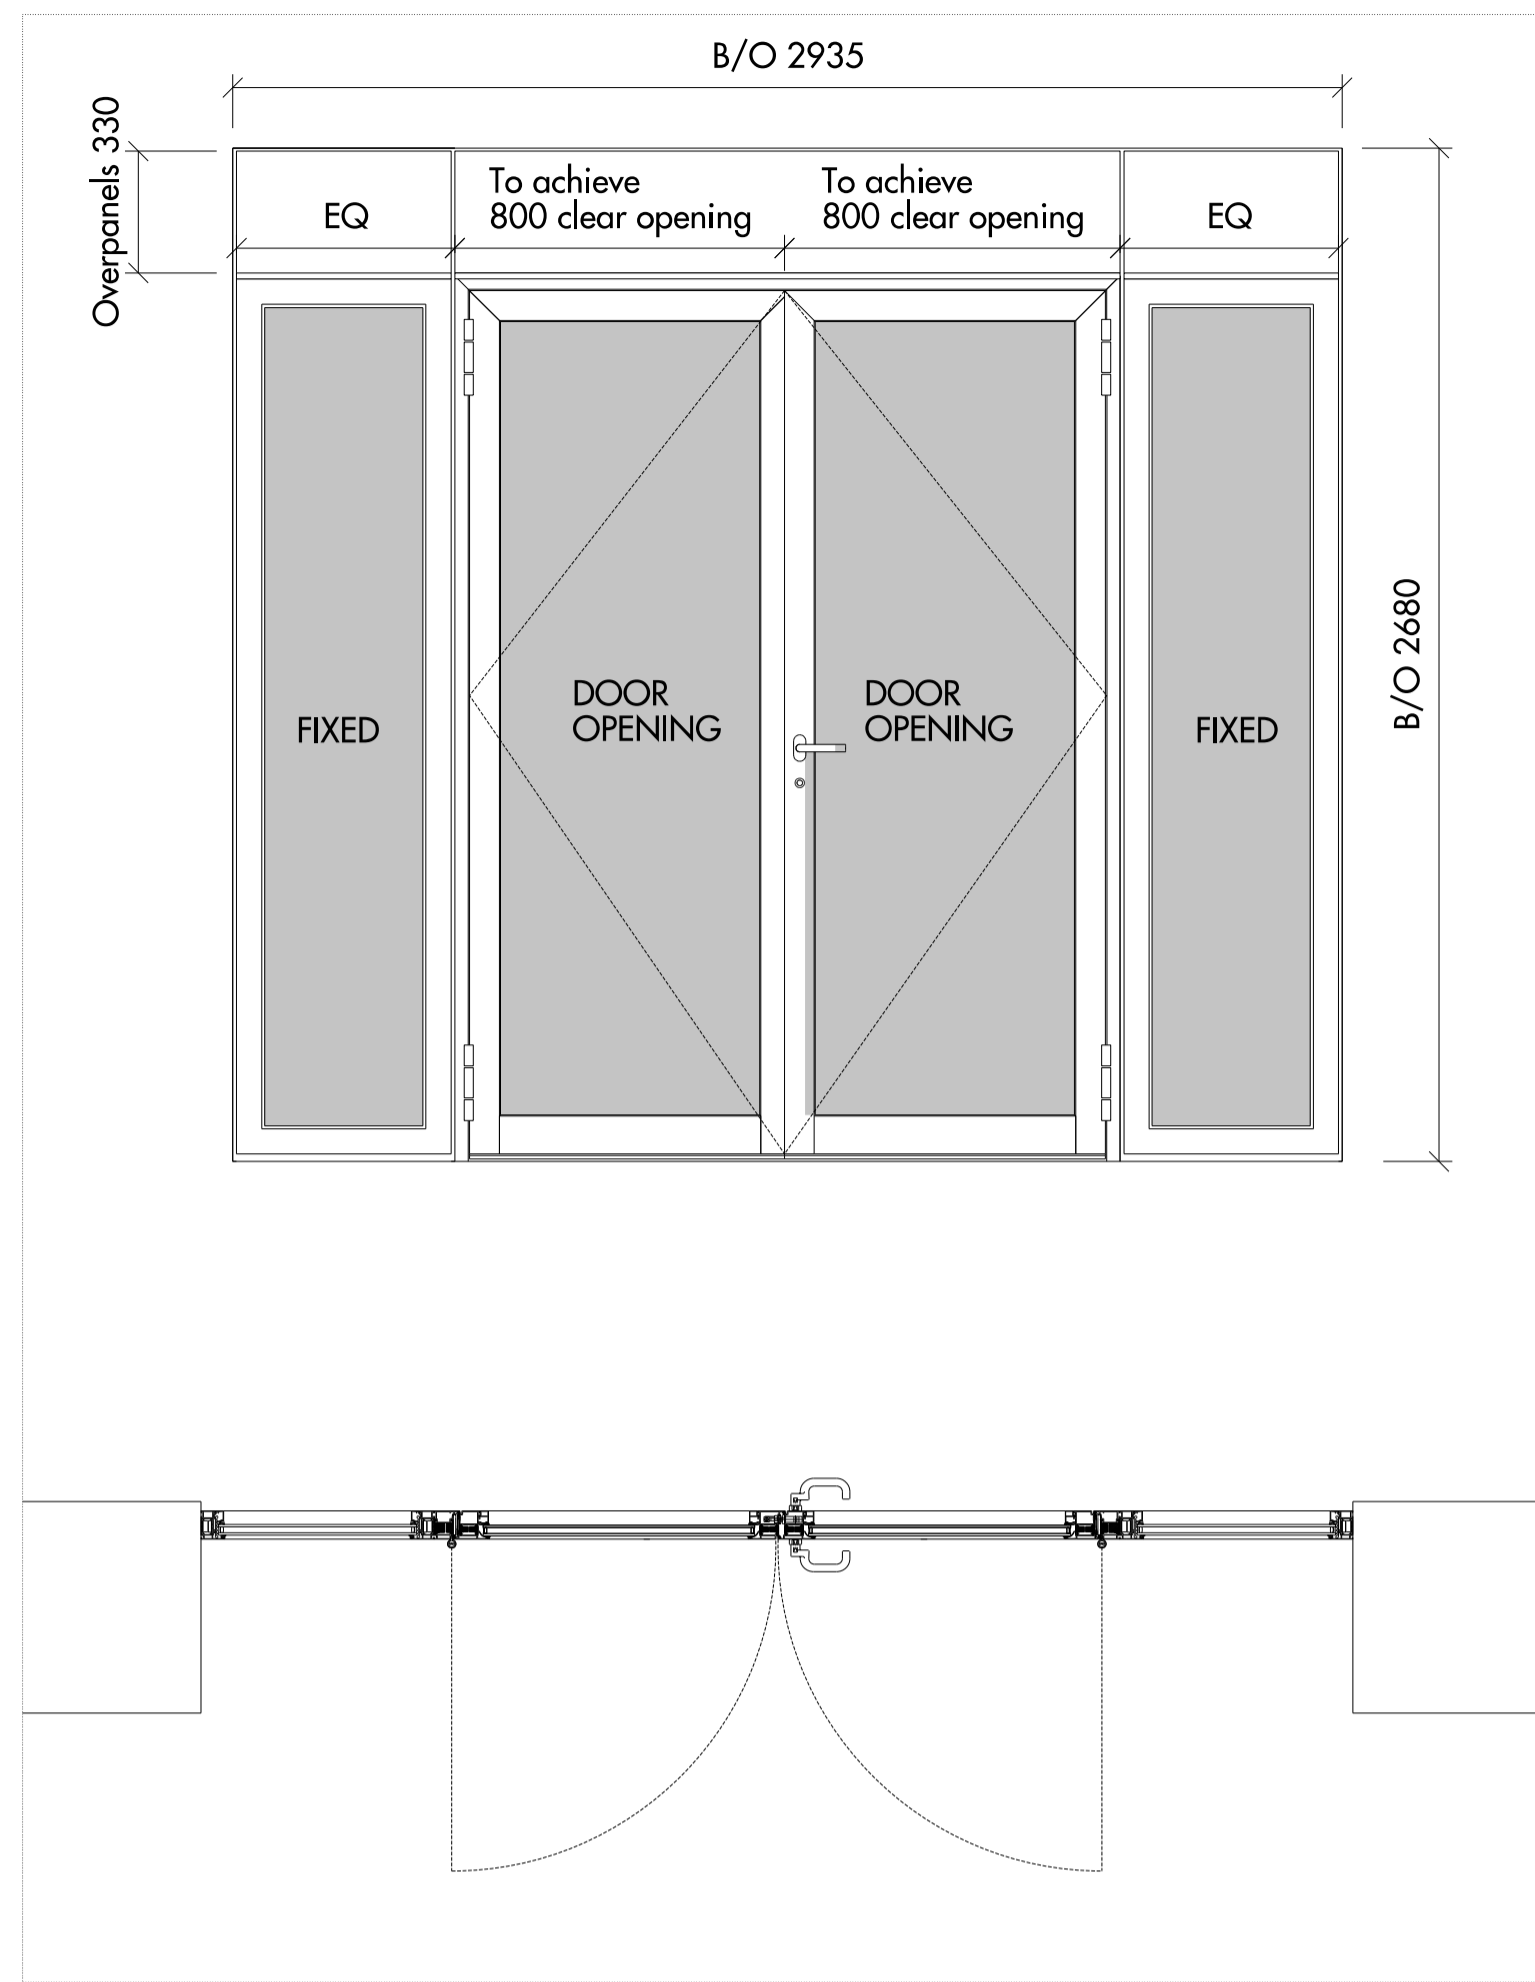 B/O 2935
Overpanels 330
EQ
To achieve
800 clear opening
To achieve
800 clear opening
EQ
FIXED
DOOR
OPENING
DOOR
OPENING
FIXED
B/O 2680